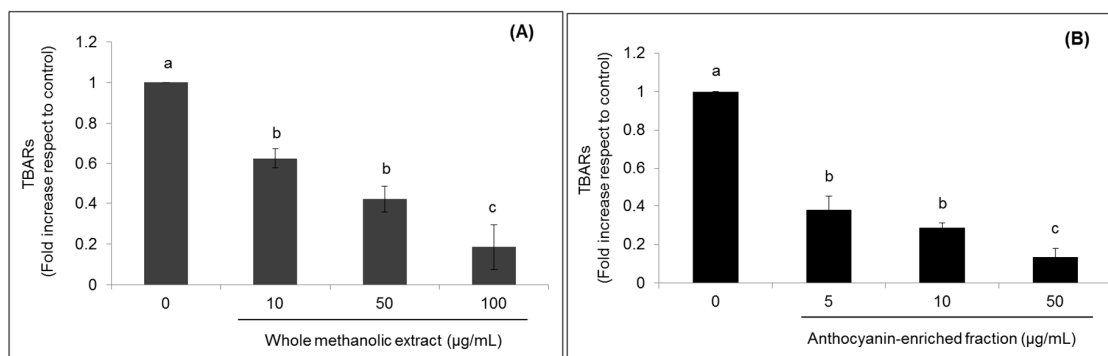 (A)
TBARs
(Fold increase respect to control)
1.2
1
0.8
0.6
0.4
0.2
0
a
b
b
c
0 10 50 100
Whole methanolic extract (µg/mL)
(B)
TBARs
(Fold increase respect to control)
1.2
1
0.8
0.6
0.4
0.2
0
a
b
b
c
0 5 10 50
Anthocyanin-enriched fraction (µg/mL)